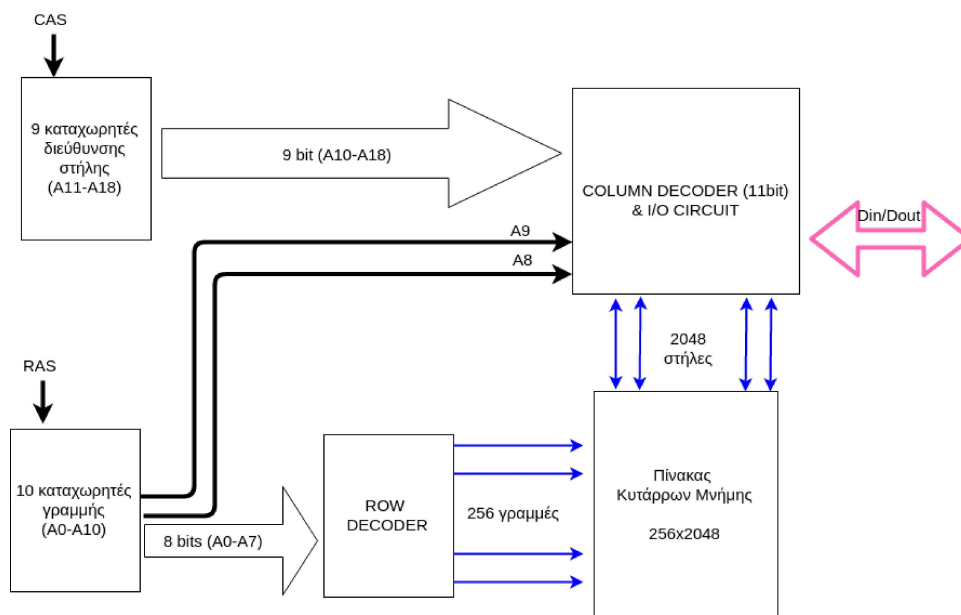 CAS
9 καταχωρητές
διεύθυνσης
στήλης
(A11-A18)
9 bit (A10-A18)
COLUMN DECODER (11bit)
& I/O CIRCUIT
Din/Dout
A9
A8
2048
στήλες
RAS
10 καταχωρητές
γραμμής
(A0-A10)
8 bits (A0-A7)
ROW
DECODER
256 γραμμές
Πίνακας
Κυτάρρων Μνήμης
256x2048